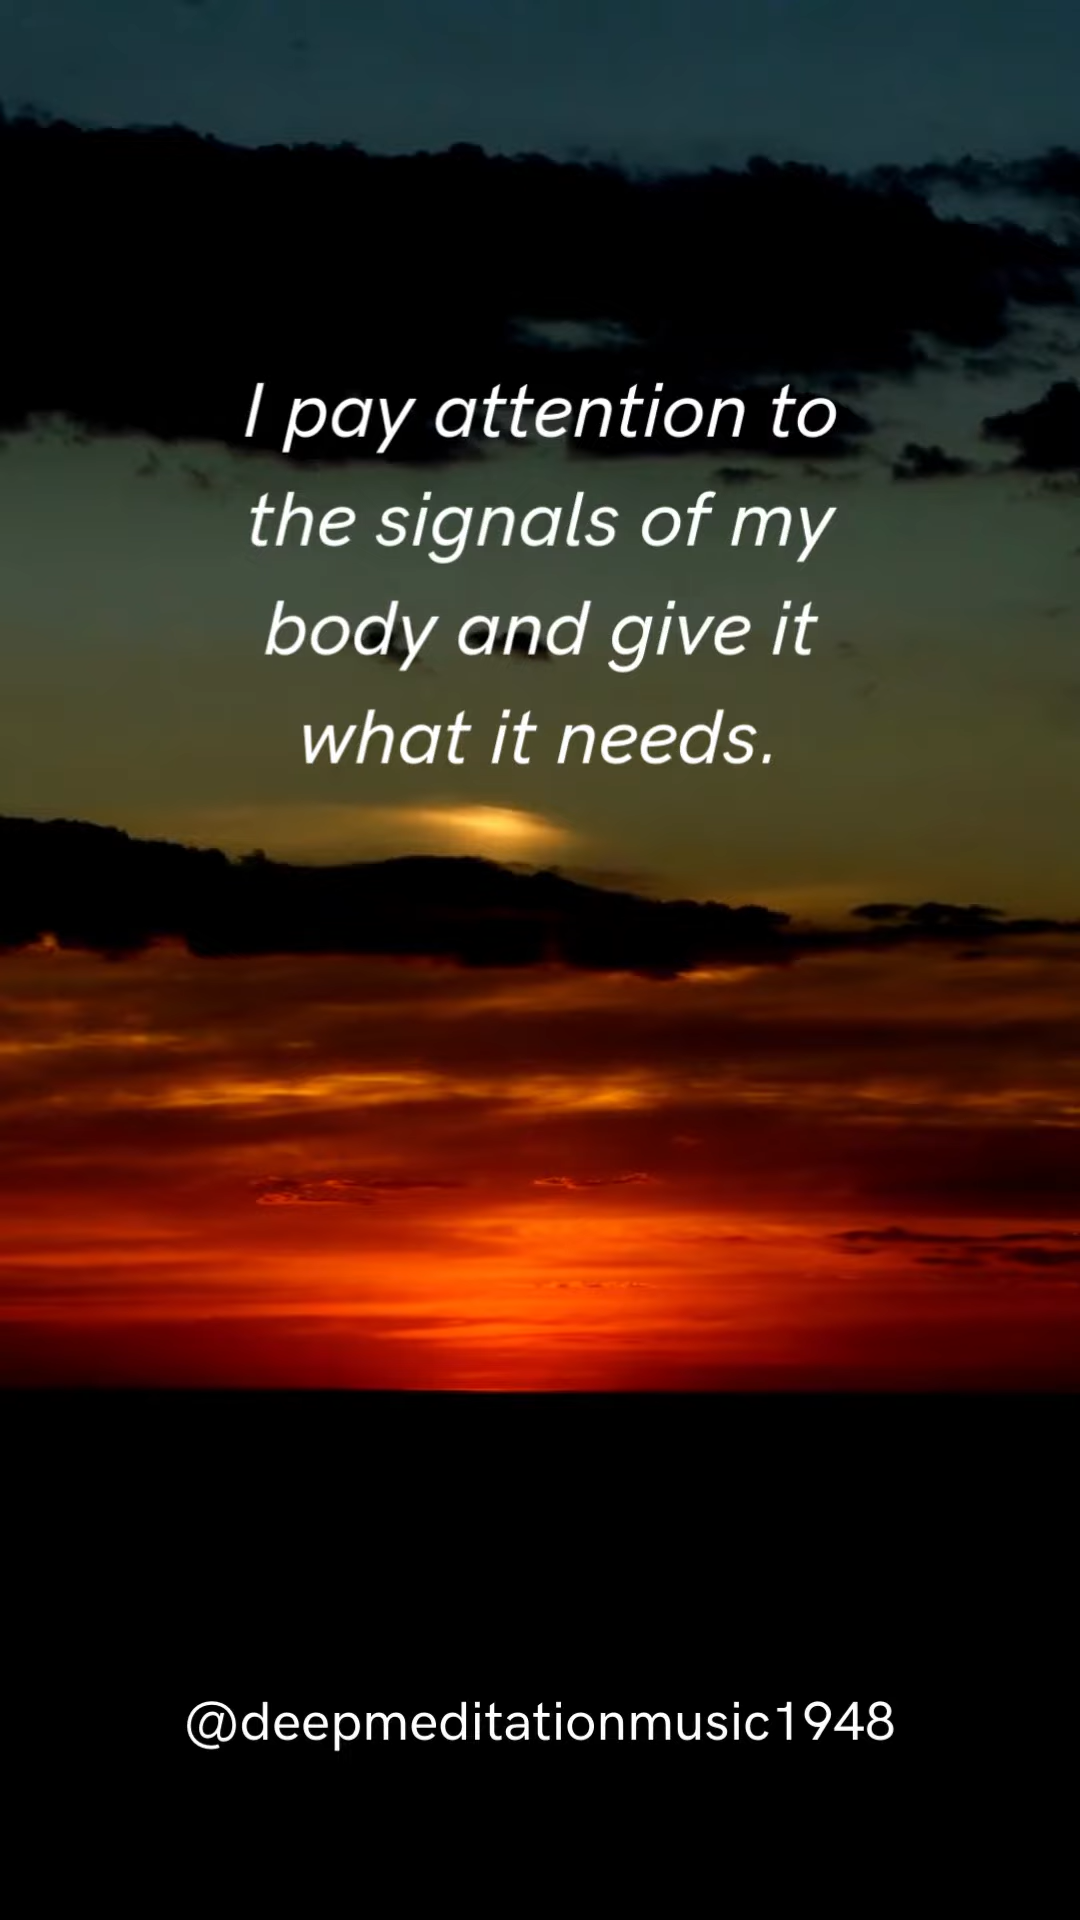 I pay attention to
the signals of my
body and give it
what it needs.
@deepmeditationmusic1948